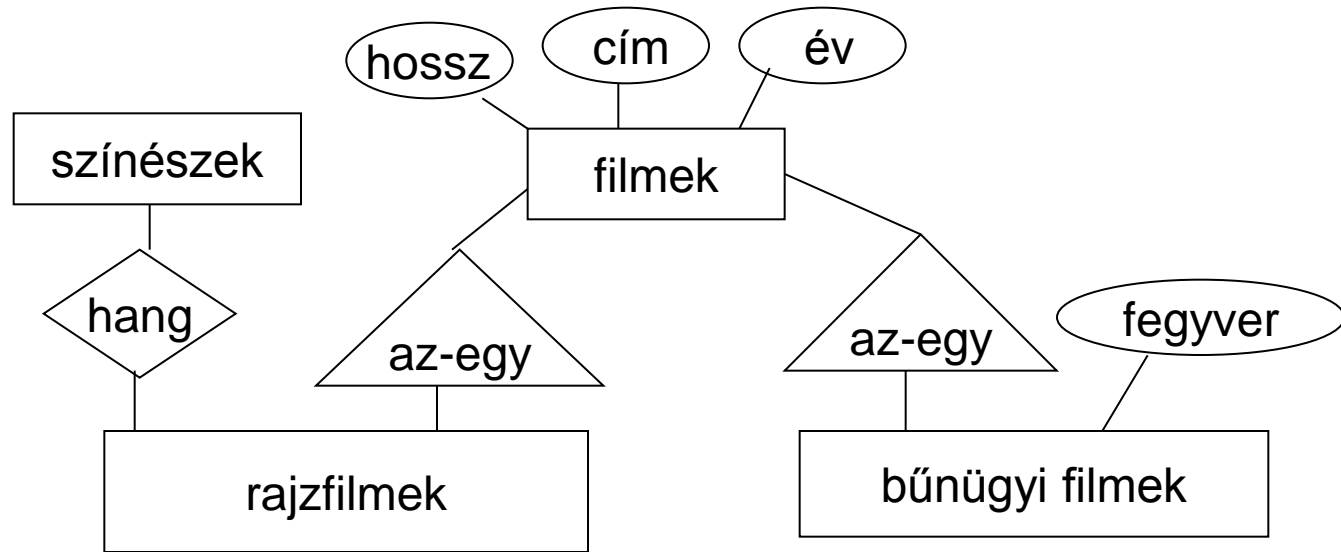 hossz
cím
év
színészek
filmek
hang
az-egy
az-egy
fegyver
rajzfilmek
bűnügyi filmek